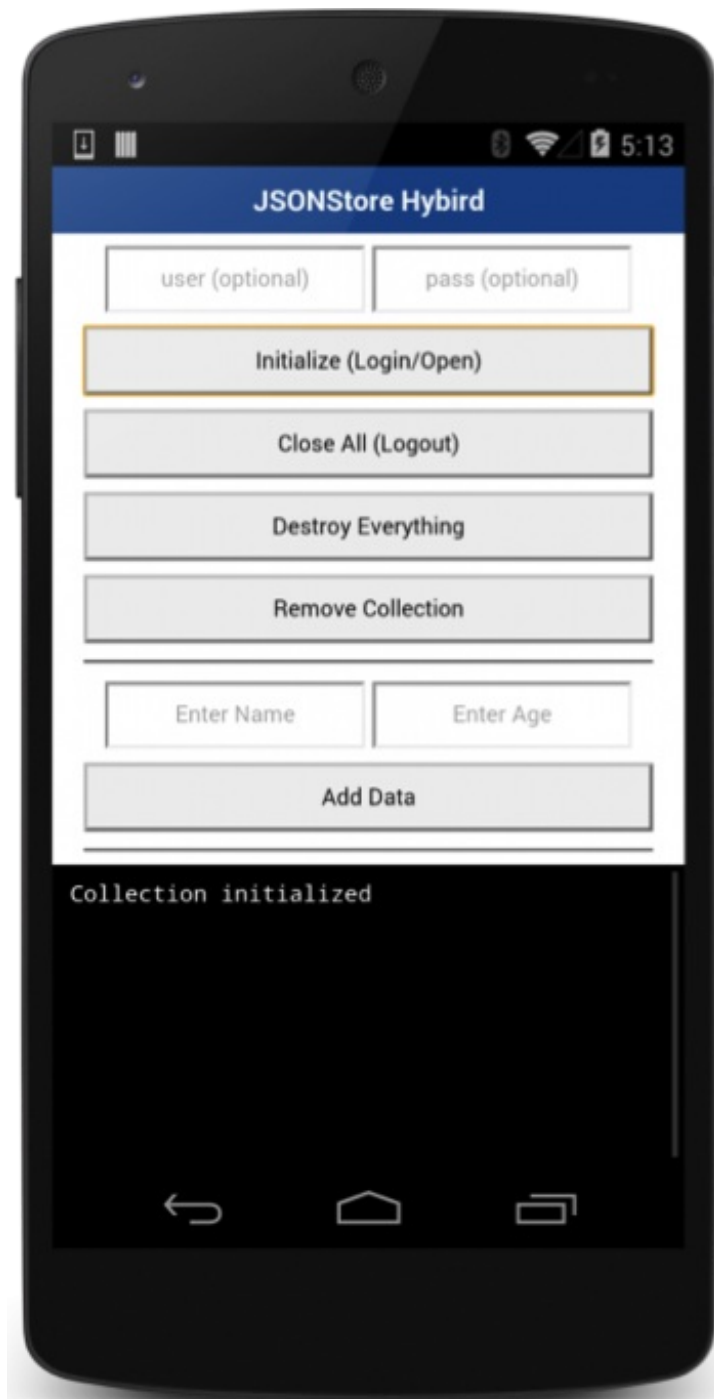 5:13
JSONStore Hybird
user (optional) pass (optional)
Initialize (Login/Open)
Close All (Logout)
Destroy Everything
Remove Collection
Enter Name Enter Age
Add Data
Collection initialized